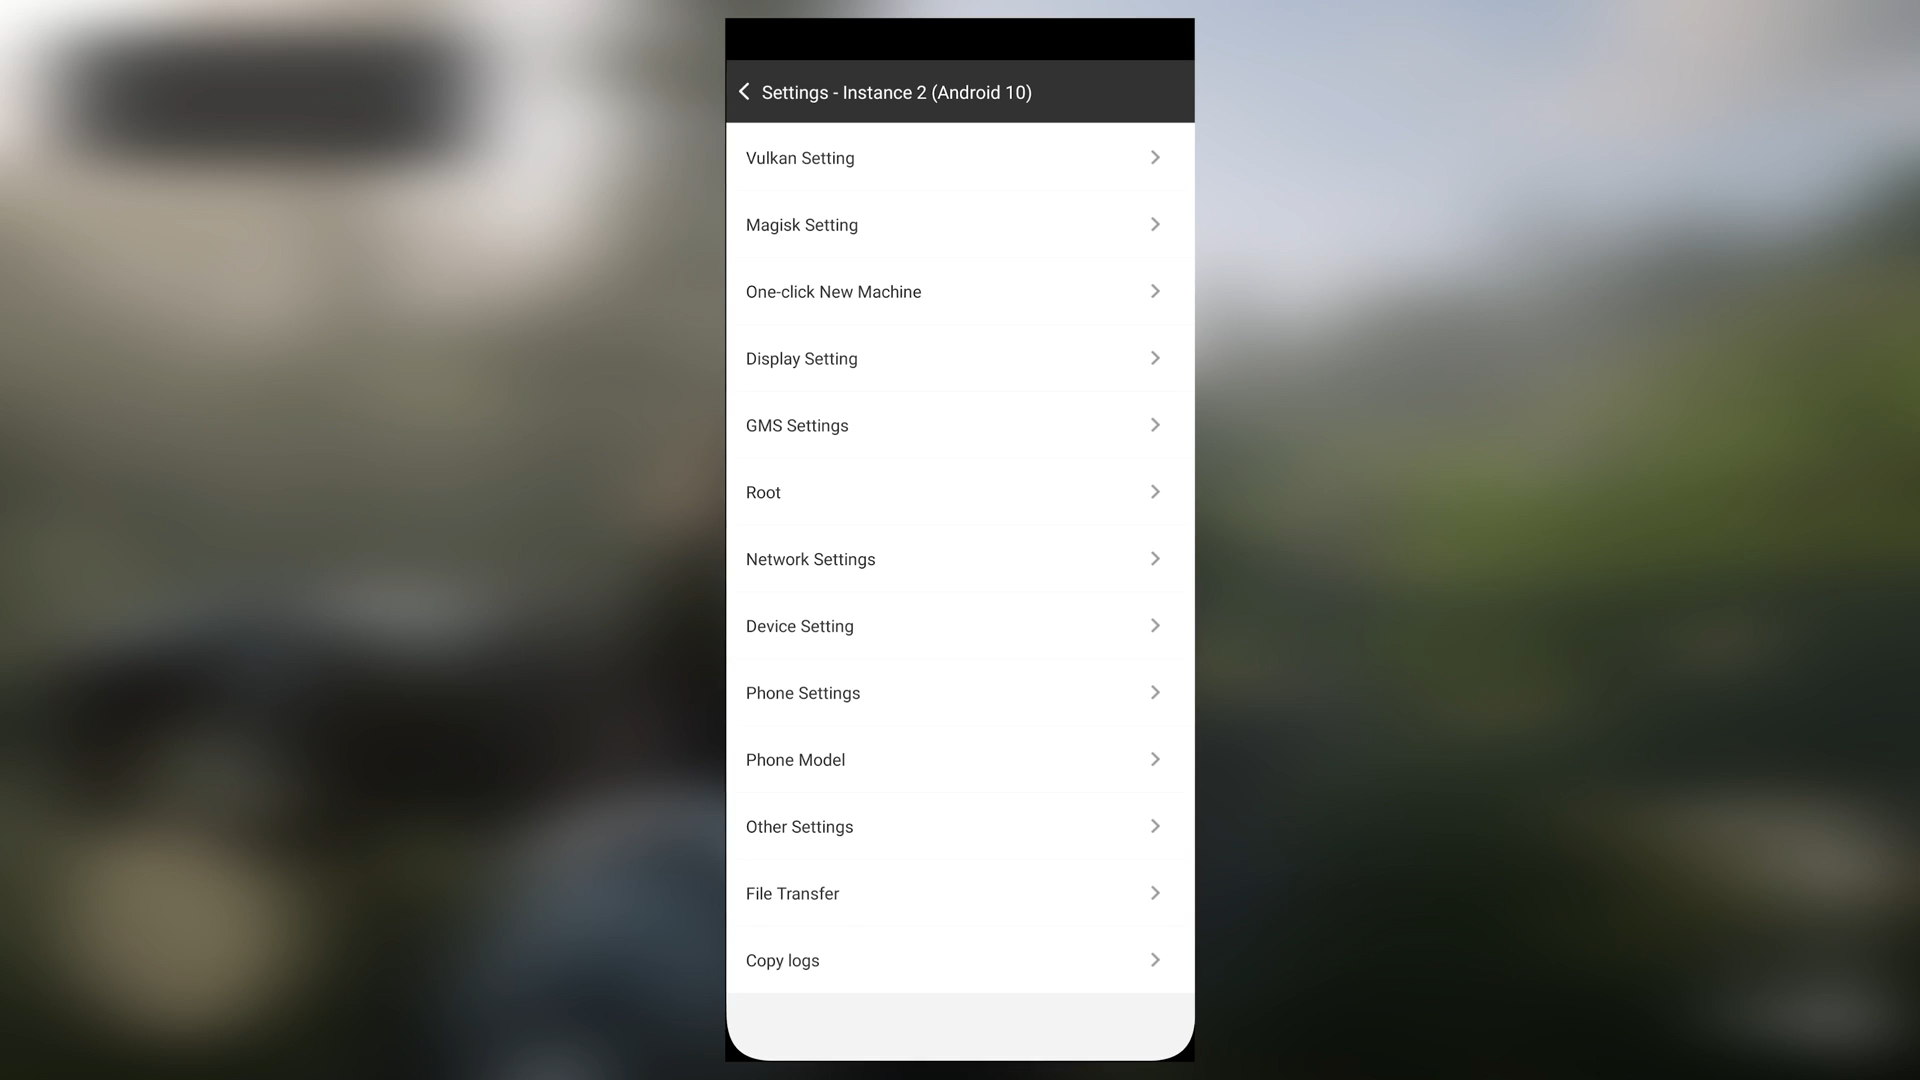 Settings - Instance 2 (Android 10)
Vulkan Setting
Magisk Setting
One-click New Machine
Display Setting
GMS Settings
Root
Network Settings
Device Setting
Phone Settings
Phone Model
Other Settings
File Transfer
Copy logs